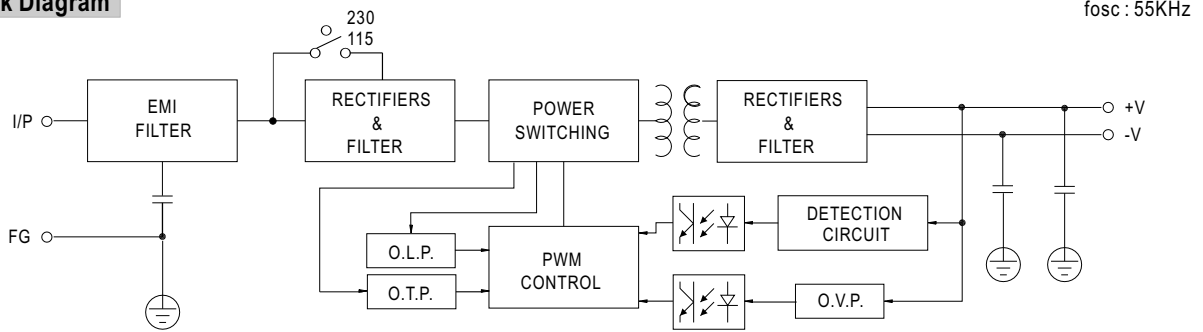 k Diagram
fosc : 55KHz
230
115
I/P
EMI
FILTER
RECTIFIERS
&
FILTER
POWER
SWITCHING
RECTIFIERS
&
FILTER
+V
-V
FG
O.L.P.
O.T.P.
PWM
CONTROL
DETECTION
CIRCUIT
O.V.P.